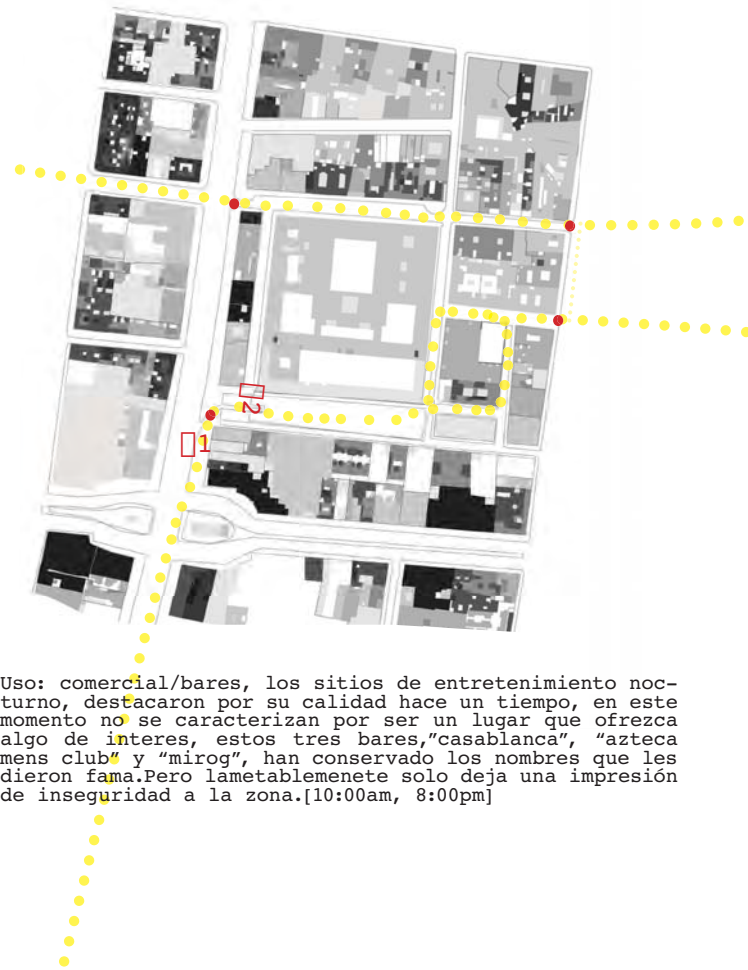 2
1
Uso: comercial/bares, los sitios de entretenimiento noc-
turno, destacaron por su calidad hace un tiempo, en este
momento no se caracterizan por ser un lugar que ofrezca
algo de interes, estos tres bares,"casablanca", “azteca
mens club” y “mirog”, han conservado los nombres que les
dieron fama.Pero lametablemenete solo deja una impresión
de inseguridad a la zona.[10:00am, 8:00pm]